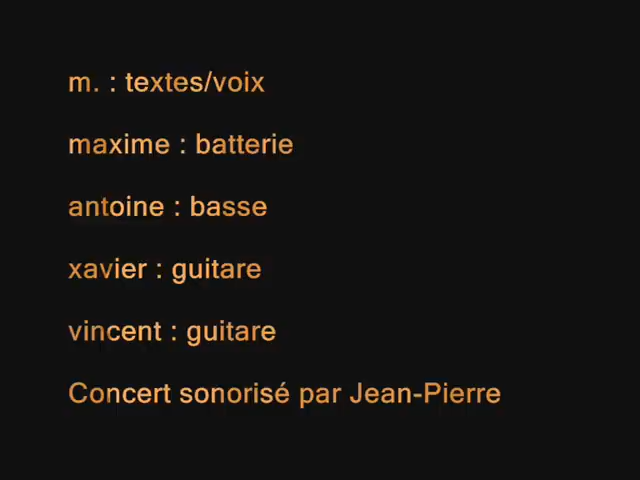 m. : textes/voix
maxime : batterie
antoine : basse
xavier : guitare
vincent : guitare
Concert sonorisé par Jean-Pierre